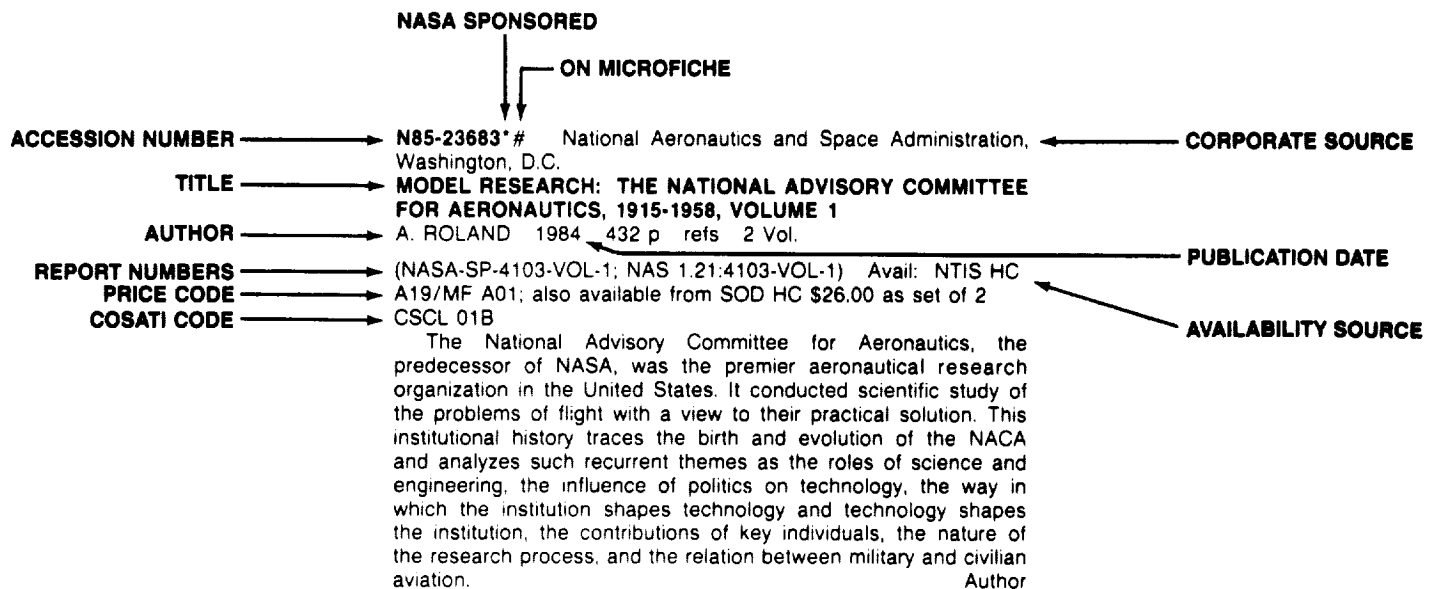 NASA SPONSORED
ON MICROFICHE
ACCESSION NUMBER N85-23683*# National Aeronautics and Space Administration, CORPORATE SOURCE
Washington, D.C.
TITLE MODEL RESEARCH: THE NATIONAL ADVISORY COMMITTEE
FOR AERONAUTICS, 1915-1958, VOLUME 1
AUTHOR A. ROLAND 1984 432 p refs 2 Vol.
PUBLICATION DATE
REPORT NUMBERS (NASA-SP-4103-VOL-1; NAS 1.21:4103-VOL-1) Avail: NTIS HC
PRICE CODE A19/MF A01; also available from SOD HC $26.00 as set of 2
COSATI CODE CSCL 01B
AVAILABILITY SOURCE
The National Advisory Committee for Aeronautics, the
predecessor of NASA, was the premier aeronautical research
organization in the United States. It conducted scientific study of
the problems of flight with a view to their practical solution. This
institutional history traces the birth and evolution of the NACA
and analyzes such recurrent themes as the roles of science and
engineering, the influence of politics on technology, the way in
which the institution shapes technology and technology shapes
the institution, the contributions of key individuals, the nature of
the research process, and the relation between military and civilian
aviation. Author